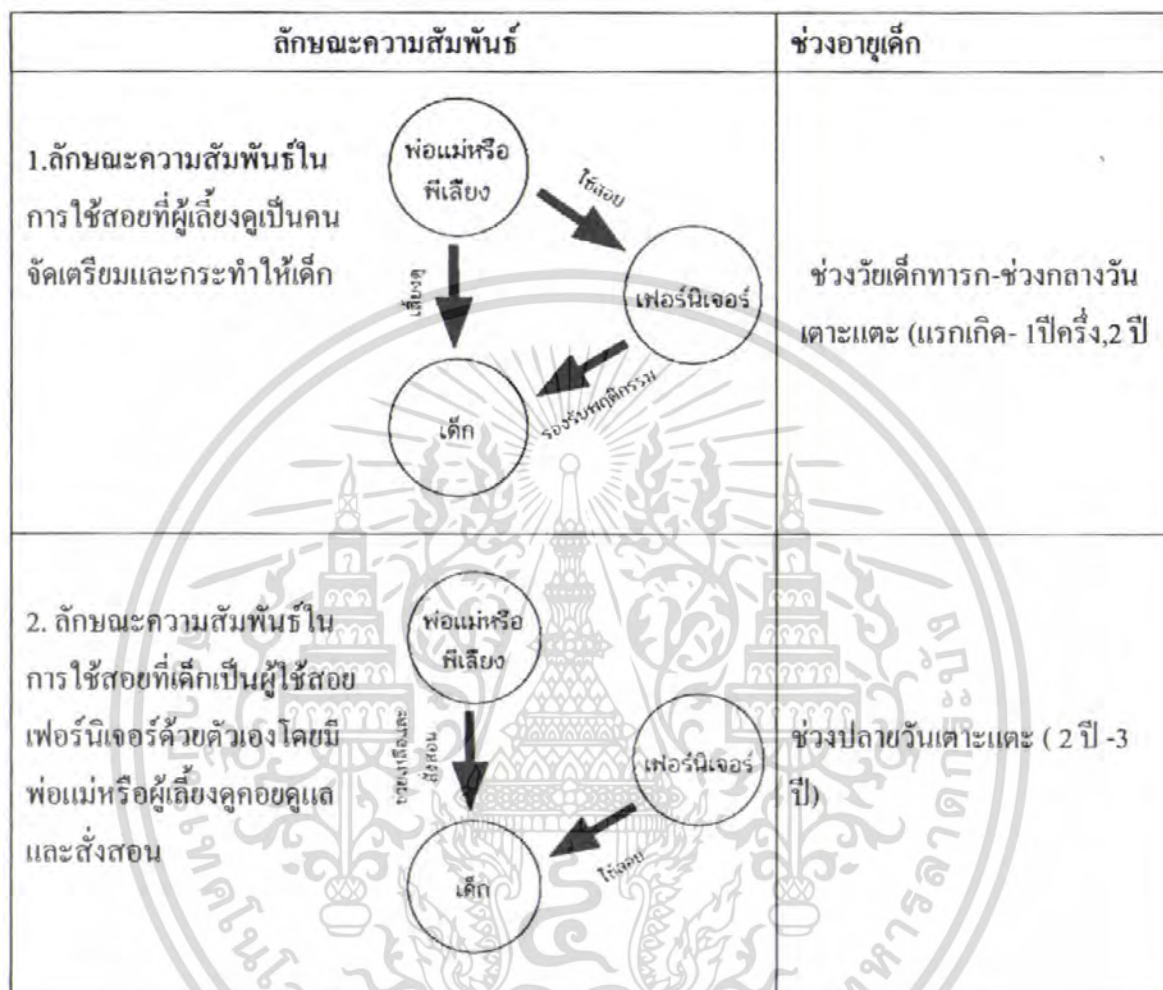 ลักษณะความสัมพันธ์
ช่วงอายุเด็ก
1.ลักษณะความสัมพันธ์ใน
การใช้สอยที่ผู้เลี้ยงดูเป็นคน
จัดเตรียมและกระทำให้เด็ก
พ่อแม่หรือ
พี่เลี้ยง
ใช้สอย
เลี้ยงดู
เฟอร์นิเจอร์
รองรับพฤติกรรม
เด็ก
ช่วงวัยเด็กทารก-ช่วงกลางวัน
เตาะแตะ (แรกเกิด- 1ปีครึ่ง,2 ปี
2. ลักษณะความสัมพันธ์ใน
การใช้สอยที่เด็กเป็นผู้ใช้สอย
เฟอร์นิเจอร์ด้วยตัวเองโดยมี
พ่อแม่หรือผู้เลี้ยงดูคอยดูแล
และสั่งสอน
พ่อแม่หรือ
พี่เลี้ยง
ช่วยเหลือและ
สั่งสอน
เฟอร์นิเจอร์
ใช้สอย
เด็ก
ช่วงปลายวันเตาะแตะ ( 2 ปี -3
ปี)